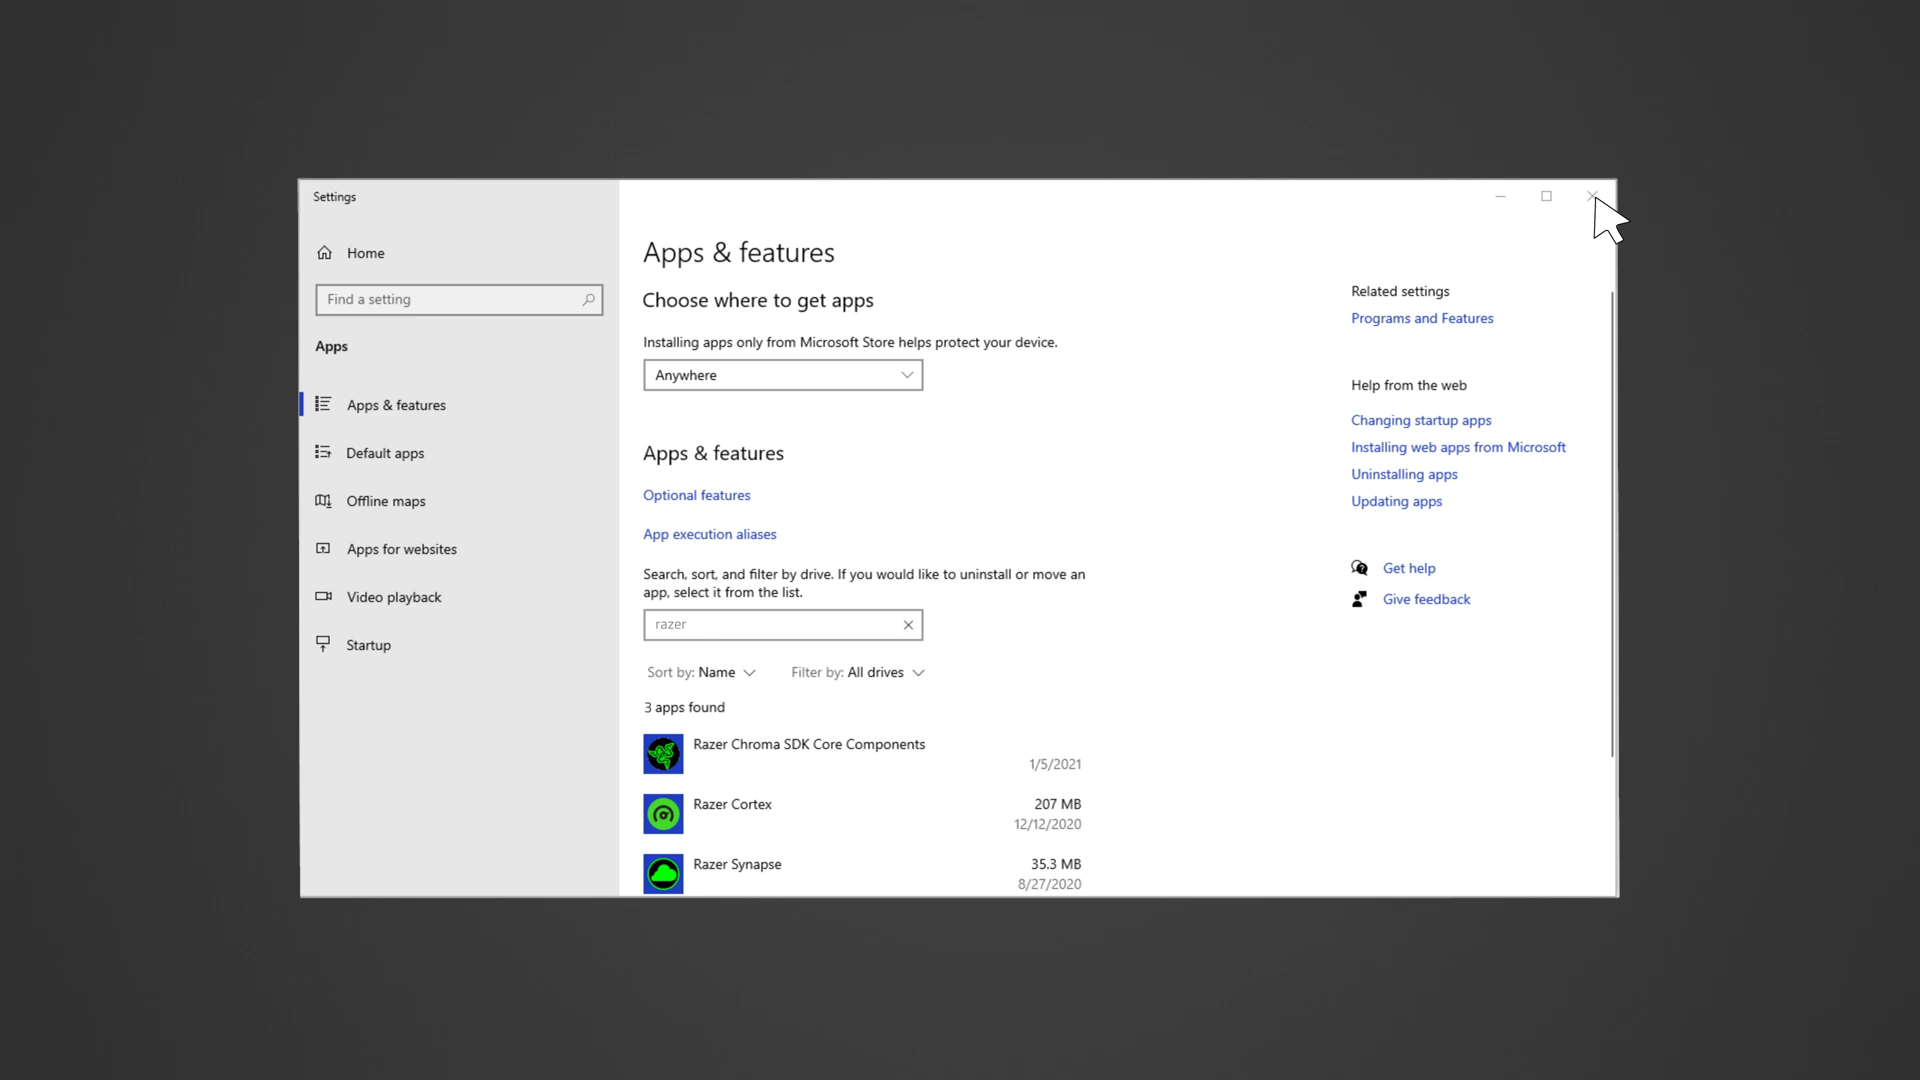 Settings
Home
Find a setting
Apps
Apps & features
Default apps
Offline maps
Apps for websites
Video playback
Startup
Apps & features
Choose where to get apps
Installing apps only from Microsoft Store helps protect your device.
Anywhere
Apps & features
Optional features
App execution aliases
Search, sort, and filter by drive. If you would like to uninstall or move an
app, select it from the list.
razer
Sort by: Name
Filter by: All drives
3 apps found
Razer Chroma SDK Core Components
1/5/2021
Razer Cortex
207 MB
12/12/2020
Razer Synapse
35.3 MB
8/27/2020
Related settings
Programs and Features
Help from the web
Changing startup apps
Installing web apps from Microsoft
Uninstalling apps
Updating apps
Get help
Give feedback